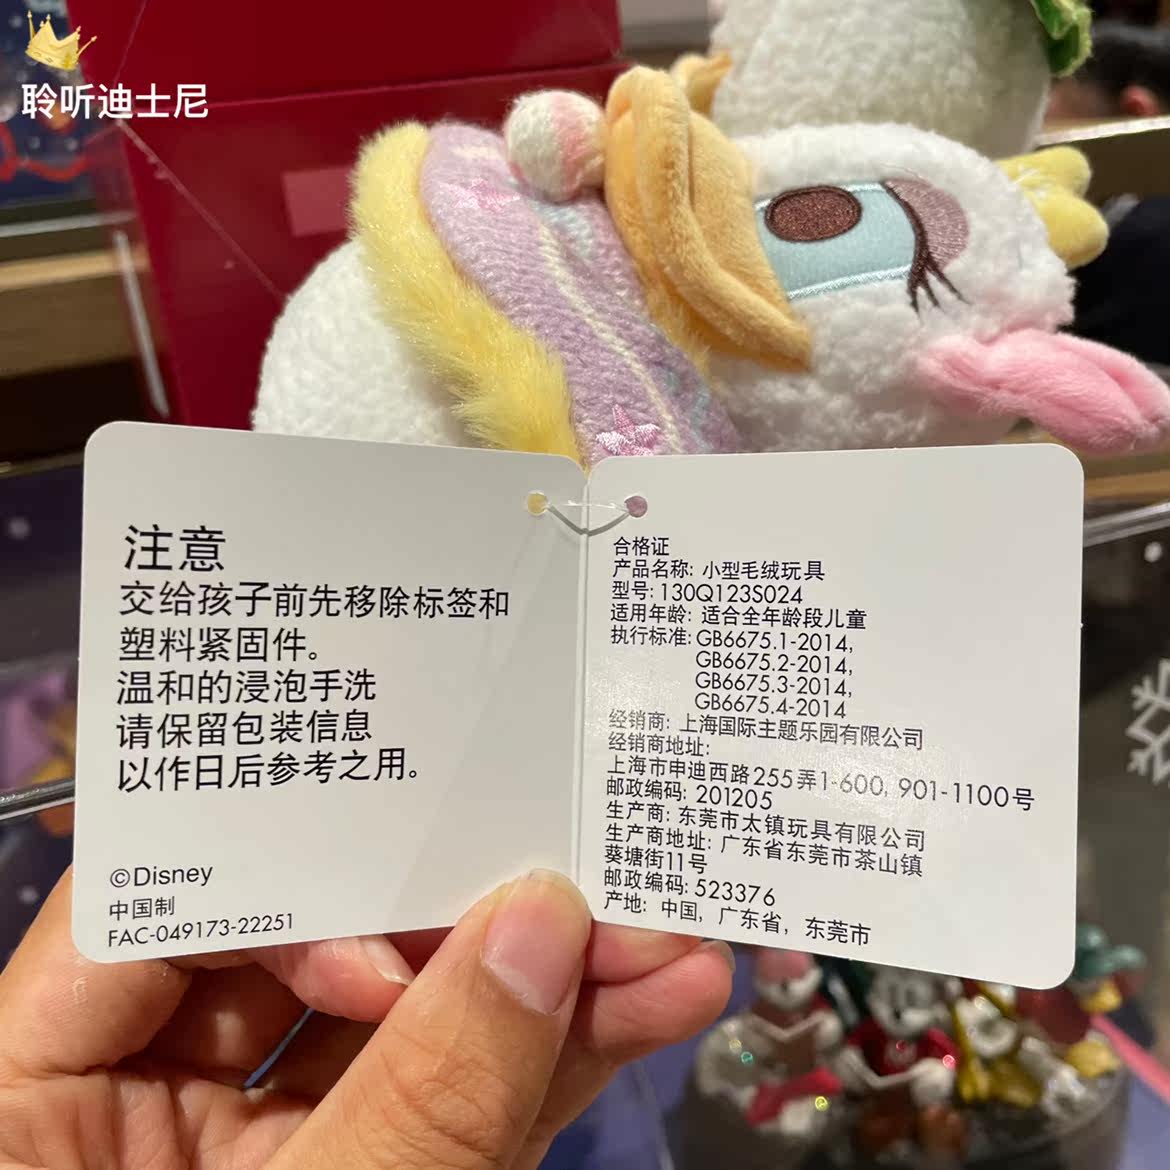 聆听迪士尼
注意
交给孩子前先移除标签和
塑料紧固件。
温和的浸泡手洗
请保留包装信息
以作日后参考之用。
©Disney
中国制
FAC-049173-22251
合格证
产品名称: 小型毛绒玩具
型号: 130Q123S024
适用年龄: 适合全年龄段儿童
执行标准: GB6675.1-2014,
GB6675.2-2014,
GB6675.3-2014,
GB6675.4-2014
经销商: 上海国际主题乐园有限公司
经销商地址:
上海市申迪西路255弄1-600, 901-1100号
邮政编码: 201205
生产商: 东莞市太镇玩具有限公司
生产商地址: 广东省东莞市茶山镇
葵塘街11号
邮政编码: 523376
产地: 中国, 广东省, 东莞市